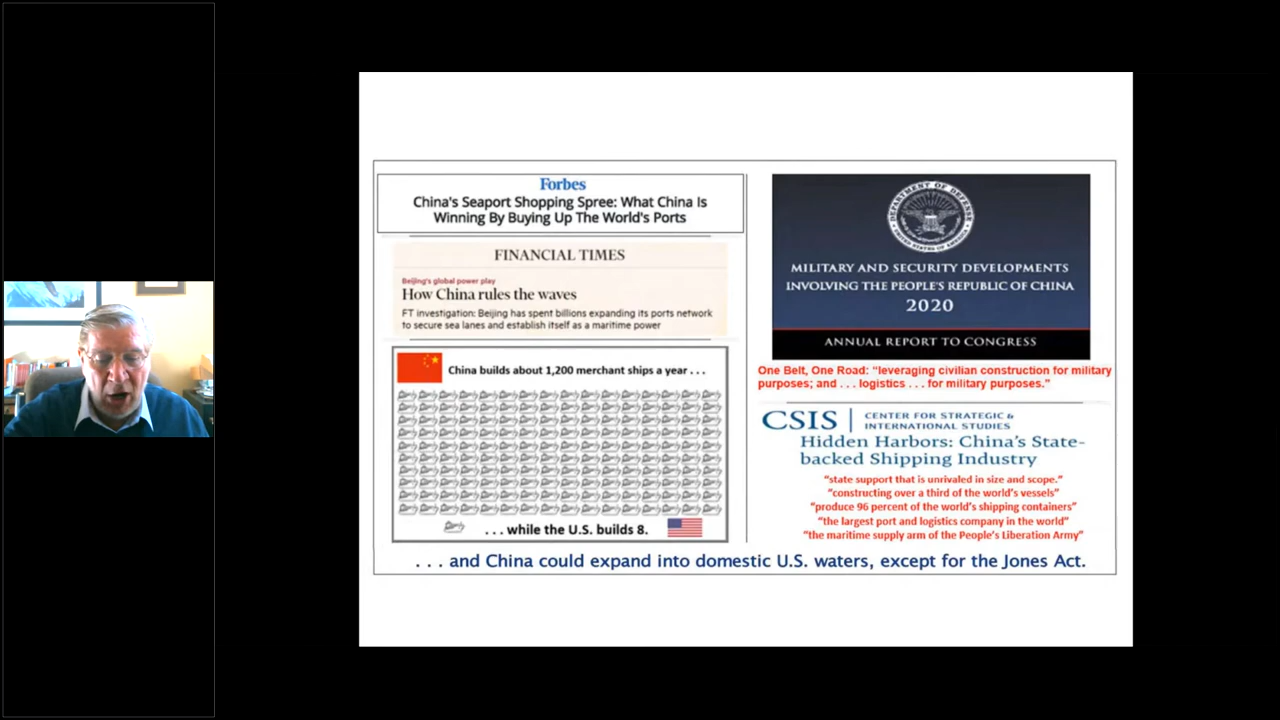 Forbes
China's Seaport Shopping Spree: What China Is
Winning By Buying Up The World's Ports
FINANCIAL TIMES
Beijing's global power play
How China rules the waves
FT investigation: Beijing has spent billions expanding its ports network
to secure sea lanes and establish itself as a maritime power
China builds about 1,200 merchant ships a year . . .
. . . while the U.S. builds 8.
DEPARTMENT OF DEFENSE
UNITED STATES OF AMERICA
MILITARY AND SECURITY DEVELOPMENTS
INVOLVING THE PEOPLE'S REPUBLIC OF CHINA
2020
ANNUAL REPORT TO CONGRESS
One Belt, One Road: "leveraging civilian construction for military
purposes; and . . . logistics . . . for military purposes."
CSIS
CENTER FOR STRATEGIC &
INTERNATIONAL STUDIES
Hidden Harbors: China's State-
backed Shipping Industry
"state support that is unrivaled in size and scope."
"constructing over a third of the world's vessels"
"produce 96 percent of the world's shipping containers"
"the largest port and logistics company in the world"
"the maritime supply arm of the People's Liberation Army"
. . . and China could expand into domestic U.S. waters, except for the Jones Act.